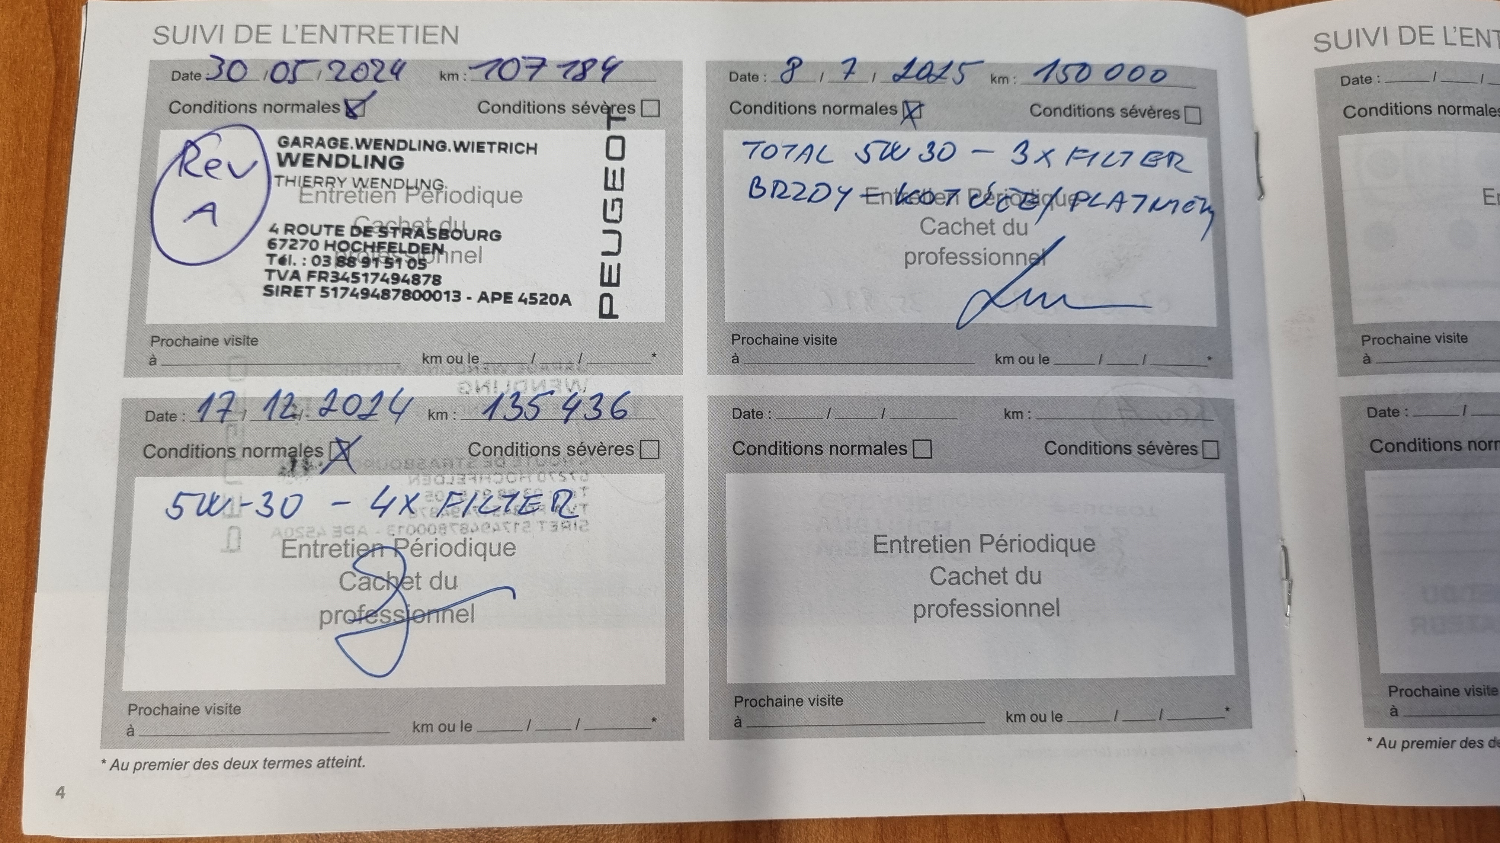 SUIVI DE L'ENTRETIEN
Date 30 / 05 / 2024 km : 107 184
Conditions normales Conditions sévères
Rev
A
GARAGE.WENDLING.WIETRICH
WENDLING
THIERRY WENDLING
Entretien Périodique
Cachet du
professionnel
4 ROUTE DE STRASBOURG
67270 HOCHFELDEN
Tél. : 03 88 91 51 05
TVA FR34517494878
SIRET 51749487800013 - APE 4520A
PEUGEOT
Prochaine visite
à km ou le / / *
Date : 17 / 12 / 2024 km : 135 436
Conditions normales Conditions sévères
5W-30 - 4X FILTER
Entretien Périodique
Cachet du
professionnel
Prochaine visite
à km ou le / / *
* Au premier des deux termes atteint.
4
Date : 8 / 7 / 2025 km : 150 000
Conditions normales Conditions sévères
TOTAL 5W30 - 3X FILTER
BRZDY - KOTÚČE / PLATNIČKY
Entretien Périodique
Cachet du
professionnel
Prochaine visite
à km ou le / / *
Date : / / km :
Conditions normales Conditions sévères
Entretien Périodique
Cachet du
professionnel
Prochaine visite
à km ou le / / *
SUIVI DE L'ENT
Date : / /
Conditions normales
Prochaine visite
à
Date : /
Conditions norm
Prochaine visite
à
* Au premier des d